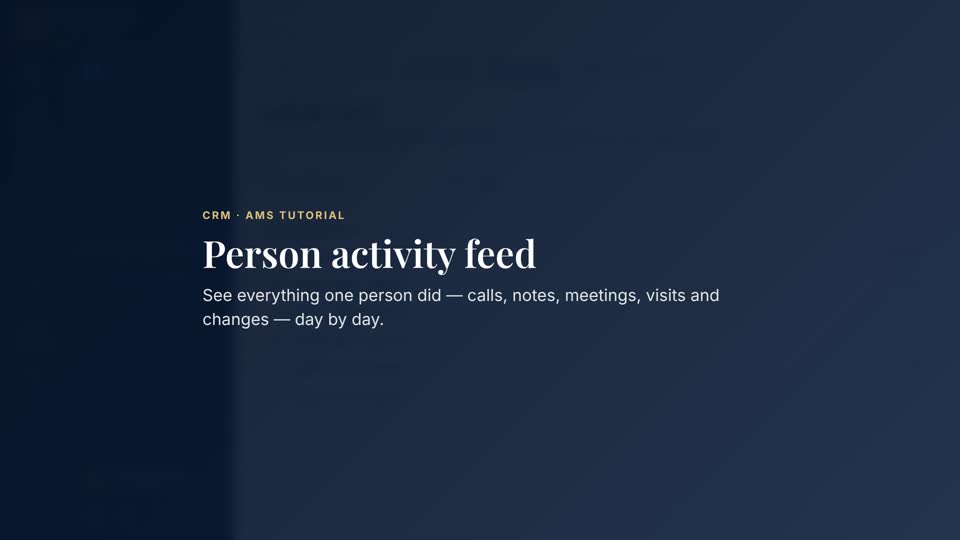 CRM · AMS TUTORIAL
Person activity feed
See everything one person did — calls, notes, meetings, visits and
changes — day by day.